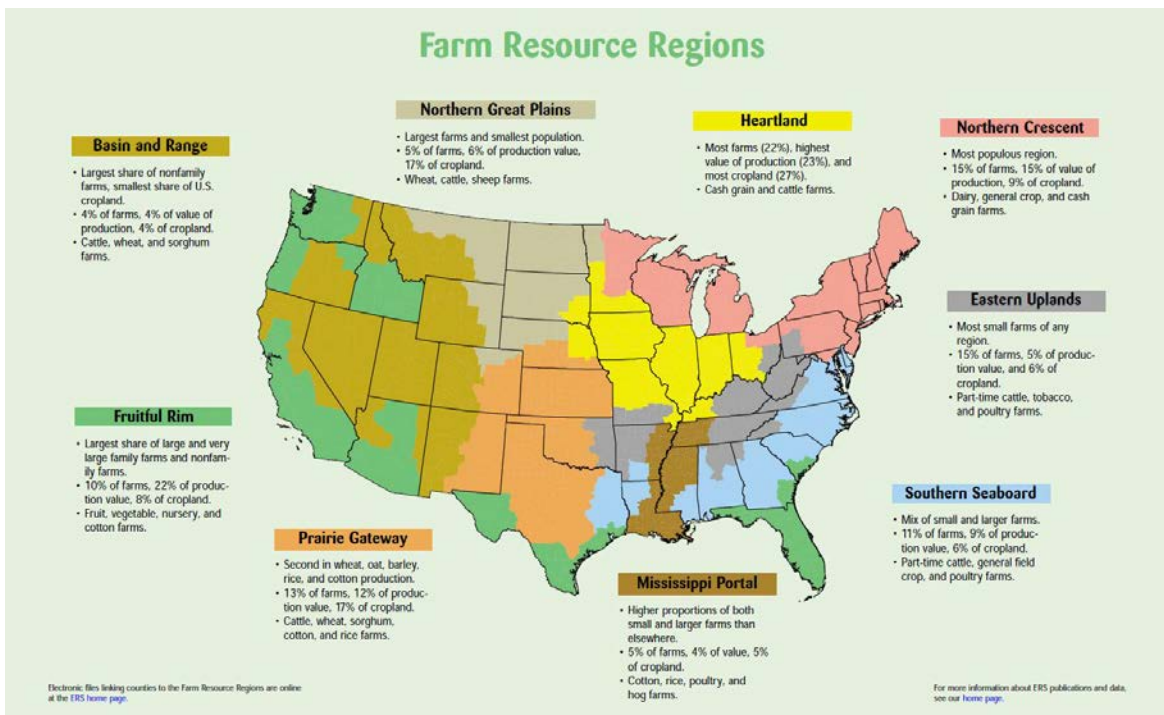 Farm Resource Regions
Northern Great Plains
• Largest farms and smallest population.
• 5% of farms, 6% of production value,
17% of cropland.
• Wheat, cattle, sheep farms.
Heartland
• Most farms (22%), highest
value of production (23%), and
most cropland (27%).
• Cash grain and cattle farms.
Northern Crescent
• Most populous region.
• 15% of farms, 15% of value of
production, 9% of cropland.
• Dairy, general crop, and cash
grain farms.
Basin and Range
• Largest share of nonfamily
farms, smallest share of U.S.
cropland.
• 4% of farms, 4% of value of
production, 4% of cropland.
• Cattle, wheat, and sorghum
farms.
Eastern Uplands
• Most small farms of any
region.
• 15% of farms, 5% of produc-
tion value, and 6% of
cropland.
• Part-time cattle, tobacco,
and poultry farms.
Fruitful Rim
• Largest share of large and very
large family farms and nonfam-
ily farms.
• 10% of farms, 22% of produc-
tion value, 8% of cropland.
• Fruit, vegetable, nursery, and
cotton farms.
Southern Seaboard
• Mix of small and larger farms.
• 11% of farms, 9% of produc-
tion value, 6% of cropland.
• Part-time cattle, general field
crop, and poultry farms.
Prairie Gateway
• Second in wheat, oat, barley,
rice, and cotton production.
• 13% of farms, 12% of produc-
tion value, 17% of cropland.
• Cattle, wheat, sorghum,
cotton, and rice farms.
Mississippi Portal
• Higher proportions of both
small and larger farms than
elsewhere.
• 5% of farms, 4% of value, 5%
of cropland.
• Cotton, rice, poultry, and
hog farms.
Electronic files linking counties to the Farm Resource Regions are online
at the ERS home page.
For more information about ERS publications and data,
see our home page.